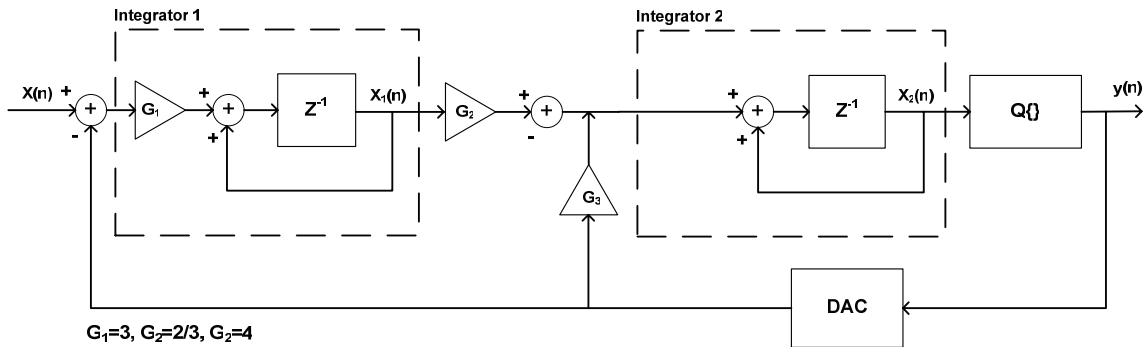 Integrator 1
Integrator 2
X(n)
+
+
-
G₁
+
+
+
Z⁻¹
X₁(n)
G₂
+
+
-
G₃
+
+
+
Z⁻¹
X₂(n)
Q{}
y(n)
DAC
G₁=3, G₂=2/3, G₂=4